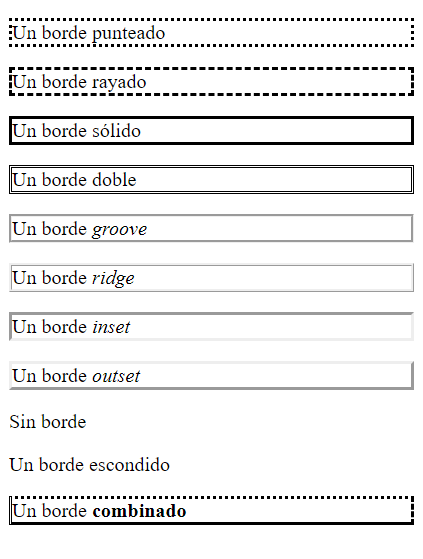 Un borde punteado
Un borde rayado
Un borde sólido
Un borde doble
Un borde groove
Un borde ridge
Un borde inset
Un borde outset
Sin borde
Un borde escondido
Un borde combinado